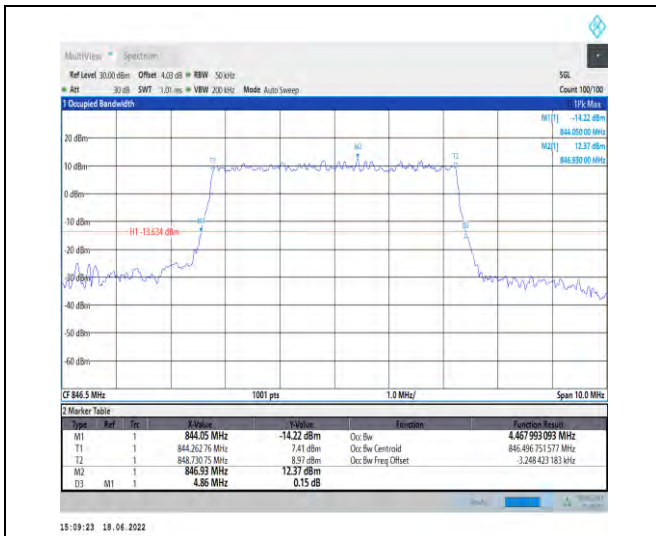 MultiView Spectrum
Ref Level 30.00 dBm Offset 4.03 dB RBW 50 kHz SGL
Att 30 dB SWT 1.01 ms VBW 200 kHz Mode Auto Sweep Count 100/100
1 Occupied Bandwidth 1Pk Max
M1[1] -14.22 dBm
844.05000 MHz
20 dBm
M2[1] 12.37 dBm
846.93000 MHz
M2
T1 T2
10 dBm
0 dBm
-10 dBm
H1 -13.634 dBm
-20 dBm
-30 dBm
-40 dBm
-50 dBm
-60 dBm
CF 846.5 MHz 1001 pts 1.0 MHz/ Span 10.0 MHz
2 Marker Table
Type Ref Trc X-Value Y-Value Function Function Result
M1 1 844.05 MHz -14.22 dBm Occ Bw 4.467 993 093 MHz
T1 1 844.262 76 MHz 7.41 dBm Occ Bw Centroid 846.496 751 577 MHz
T2 1 848.730 75 MHz 8.97 dBm Occ Bw Freq Offset -3.248 423 183 kHz
M2 1 846.93 MHz 12.37 dBm
D3 M1 1 4.86 MHz 0.15 dB
15:09:23 18.06.2022